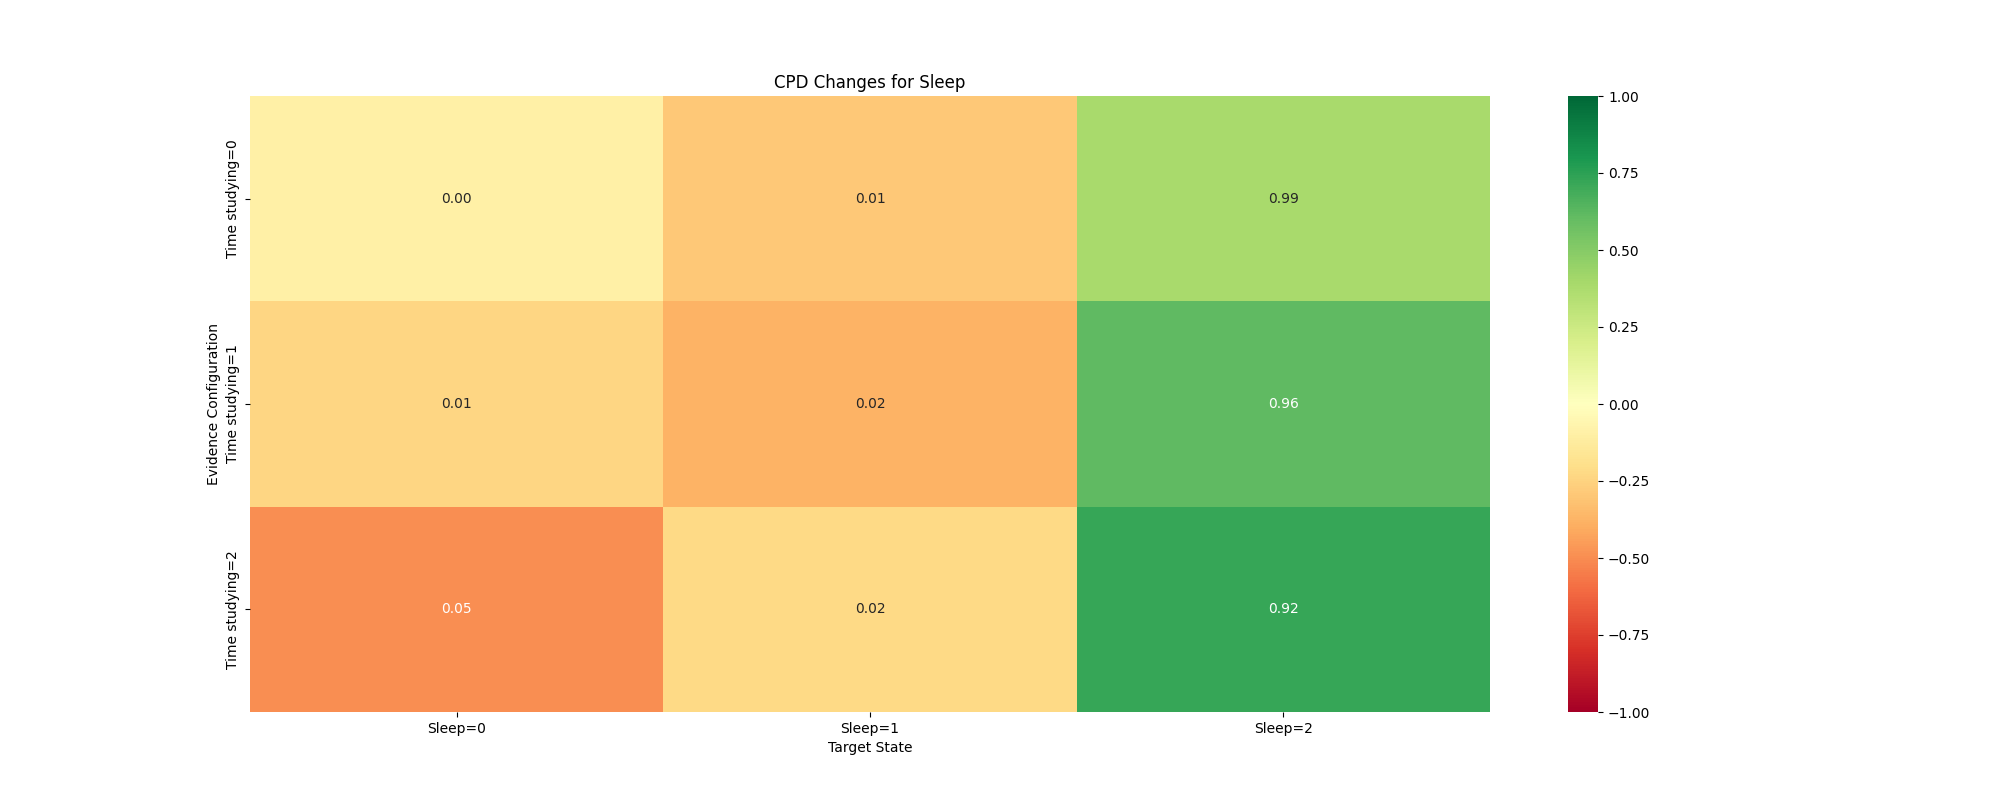 CPD Changes for Sleep
Evidence Configuration
Time studying=0
0.00
0.01
0.99
Time studying=1
0.01
0.02
0.96
Time studying=2
0.05
0.02
0.92
Sleep=0
Sleep=1
Sleep=2
Target State
1.00
0.75
0.50
0.25
0.00
−0.25
−0.50
−0.75
−1.00